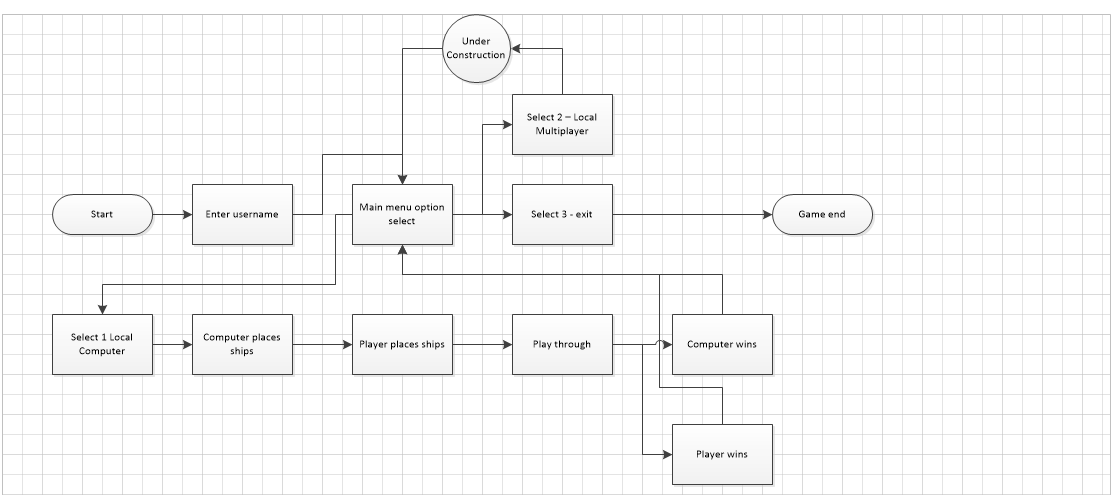 Under
Construction
Select 2 – Local
Multiplayer
Start
Enter username
Main menu option
select
Select 3 - exit
Game end
Select 1 Local
Computer
Computer places
ships
Player places ships
Play through
Computer wins
Player wins